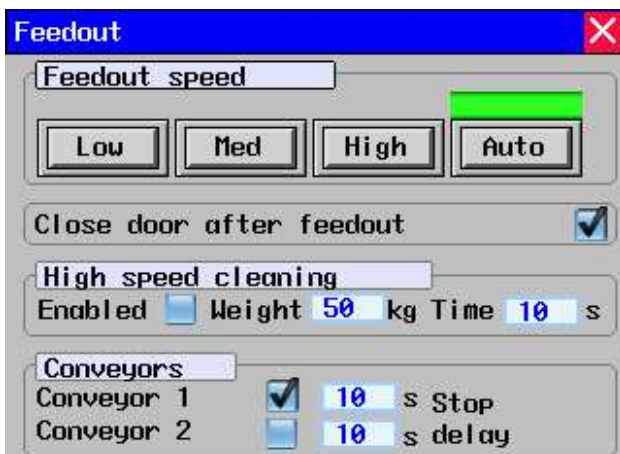 Feedout
Feedout speed
Low Med High Auto
Close door after feedout
High speed cleaning
Enabled Weight 50 kg Time 10 s
Conveyors
Conveyor 1 10 s Stop
Conveyor 2 10 s delay